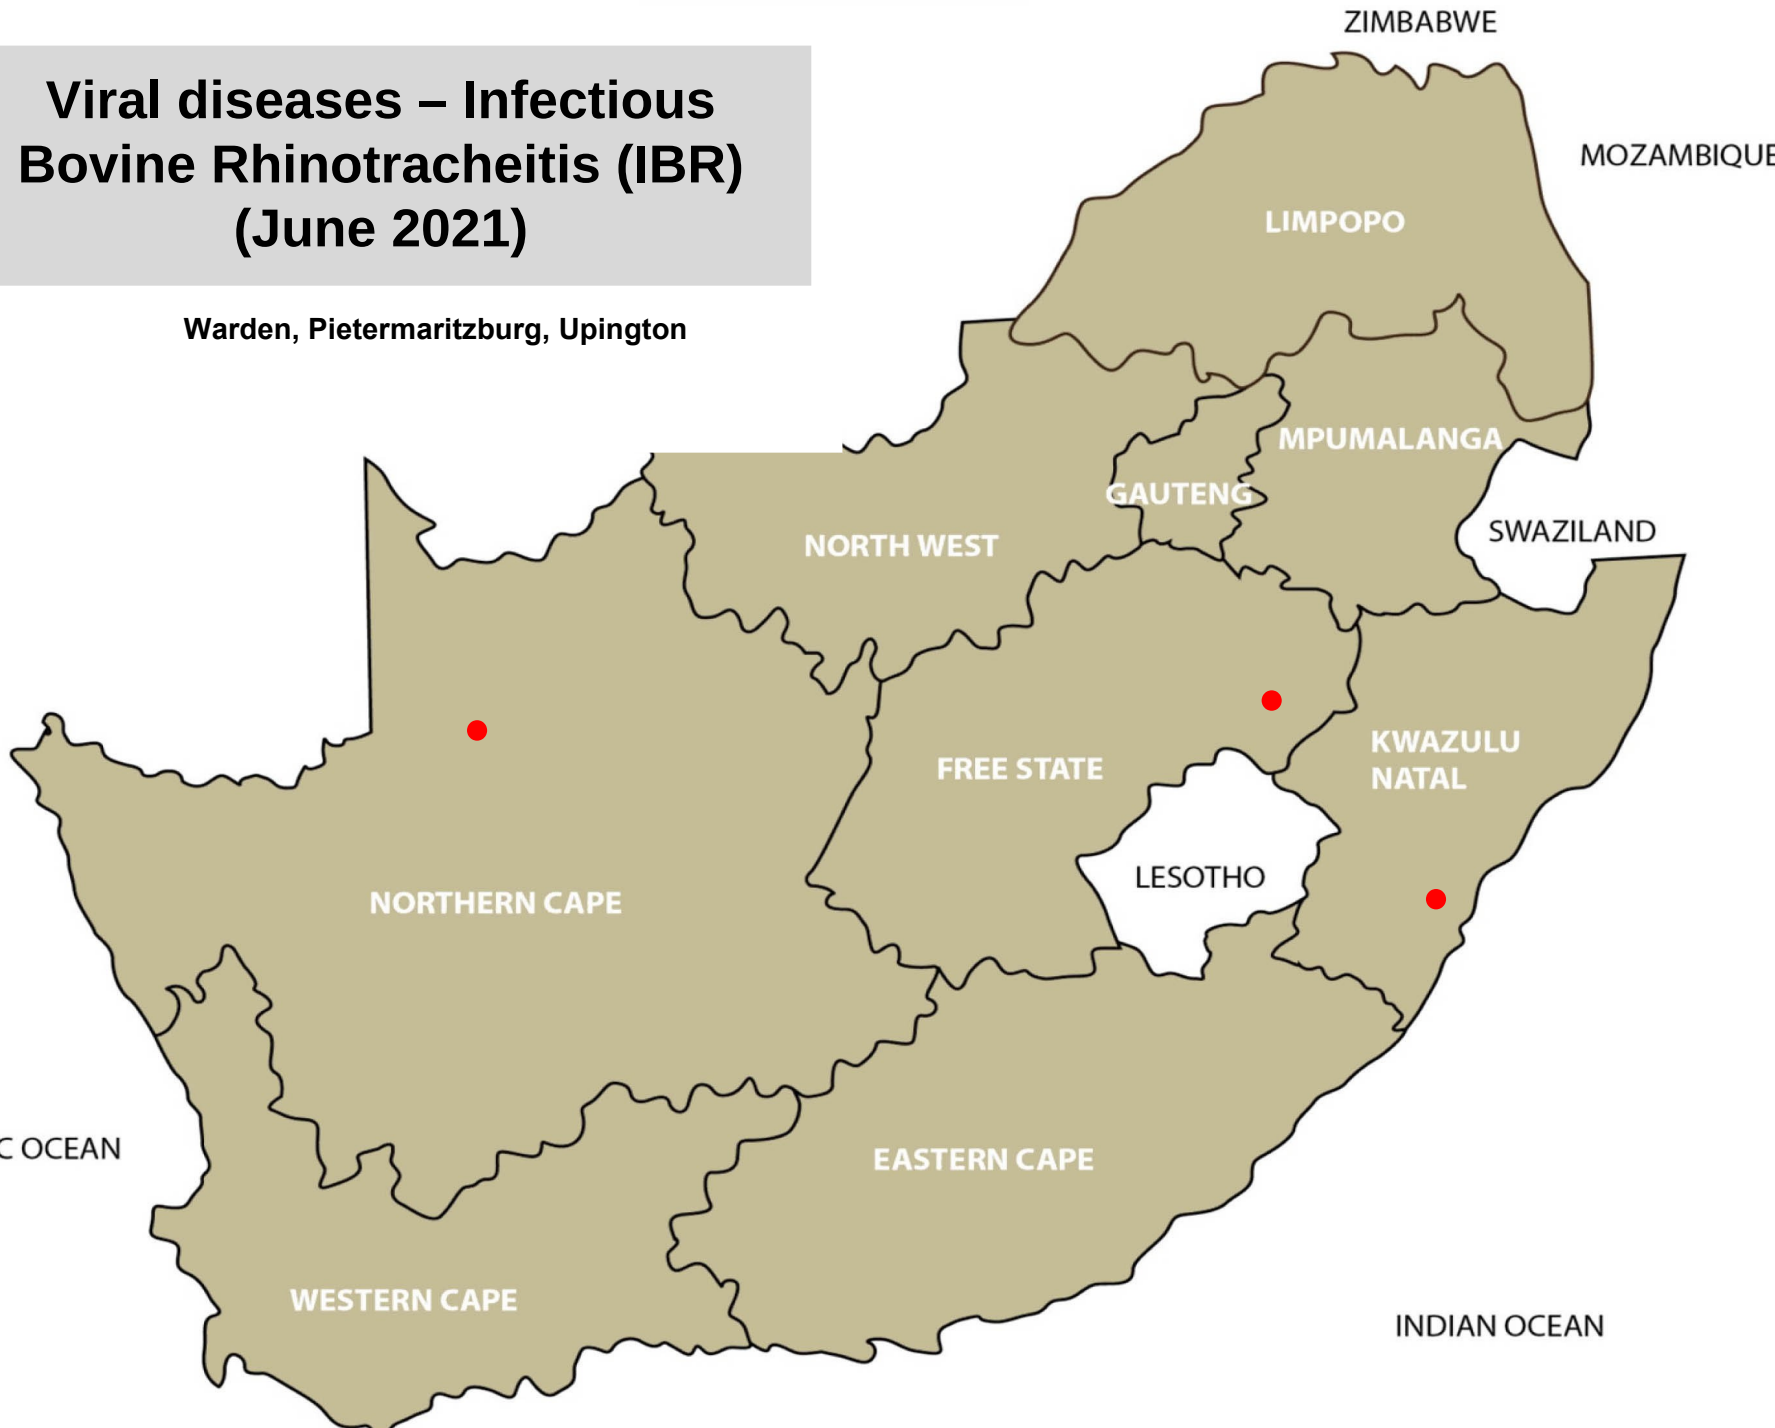 ZIMBABWE
Viral diseases – Infectious
Bovine Rhinotracheitis (IBR)
(June 2021)
MOZAMBIQUE
LIMPOPO
Warden, Pietermaritzburg, Upington
MPUMALANGA
GAUTENG
SWAZILAND
NORTH WEST
KWAZULU
NATAL
FREE STATE
LESOTHO
NORTHERN CAPE
C OCEAN
EASTERN CAPE
WESTERN CAPE
INDIAN OCEAN